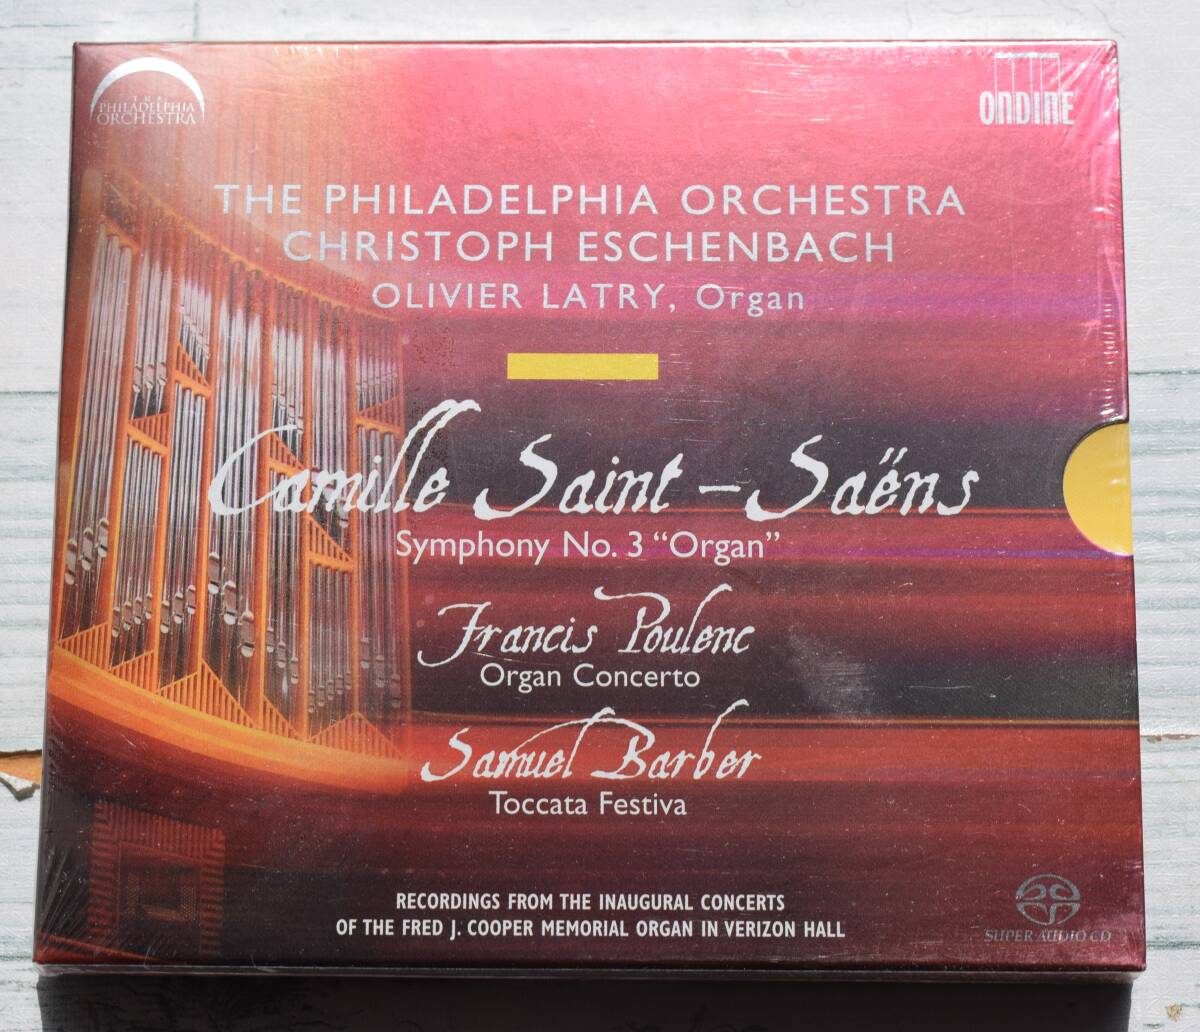 THE
PHILADELPHIA
ORCHESTRA
ONDINE
THE PHILADELPHIA ORCHESTRA
CHRISTOPH ESCHENBACH
OLIVIER LATRY, Organ
Camille Saint-Saëns
Symphony No. 3 “Organ”
Francis Poulenc
Organ Concerto
Samuel Barber
Toccata Festiva
RECORDINGS FROM THE INAUGURAL CONCERTS
OF THE FRED J. COOPER MEMORIAL ORGAN IN VERIZON HALL
SUPER AUDIO CD